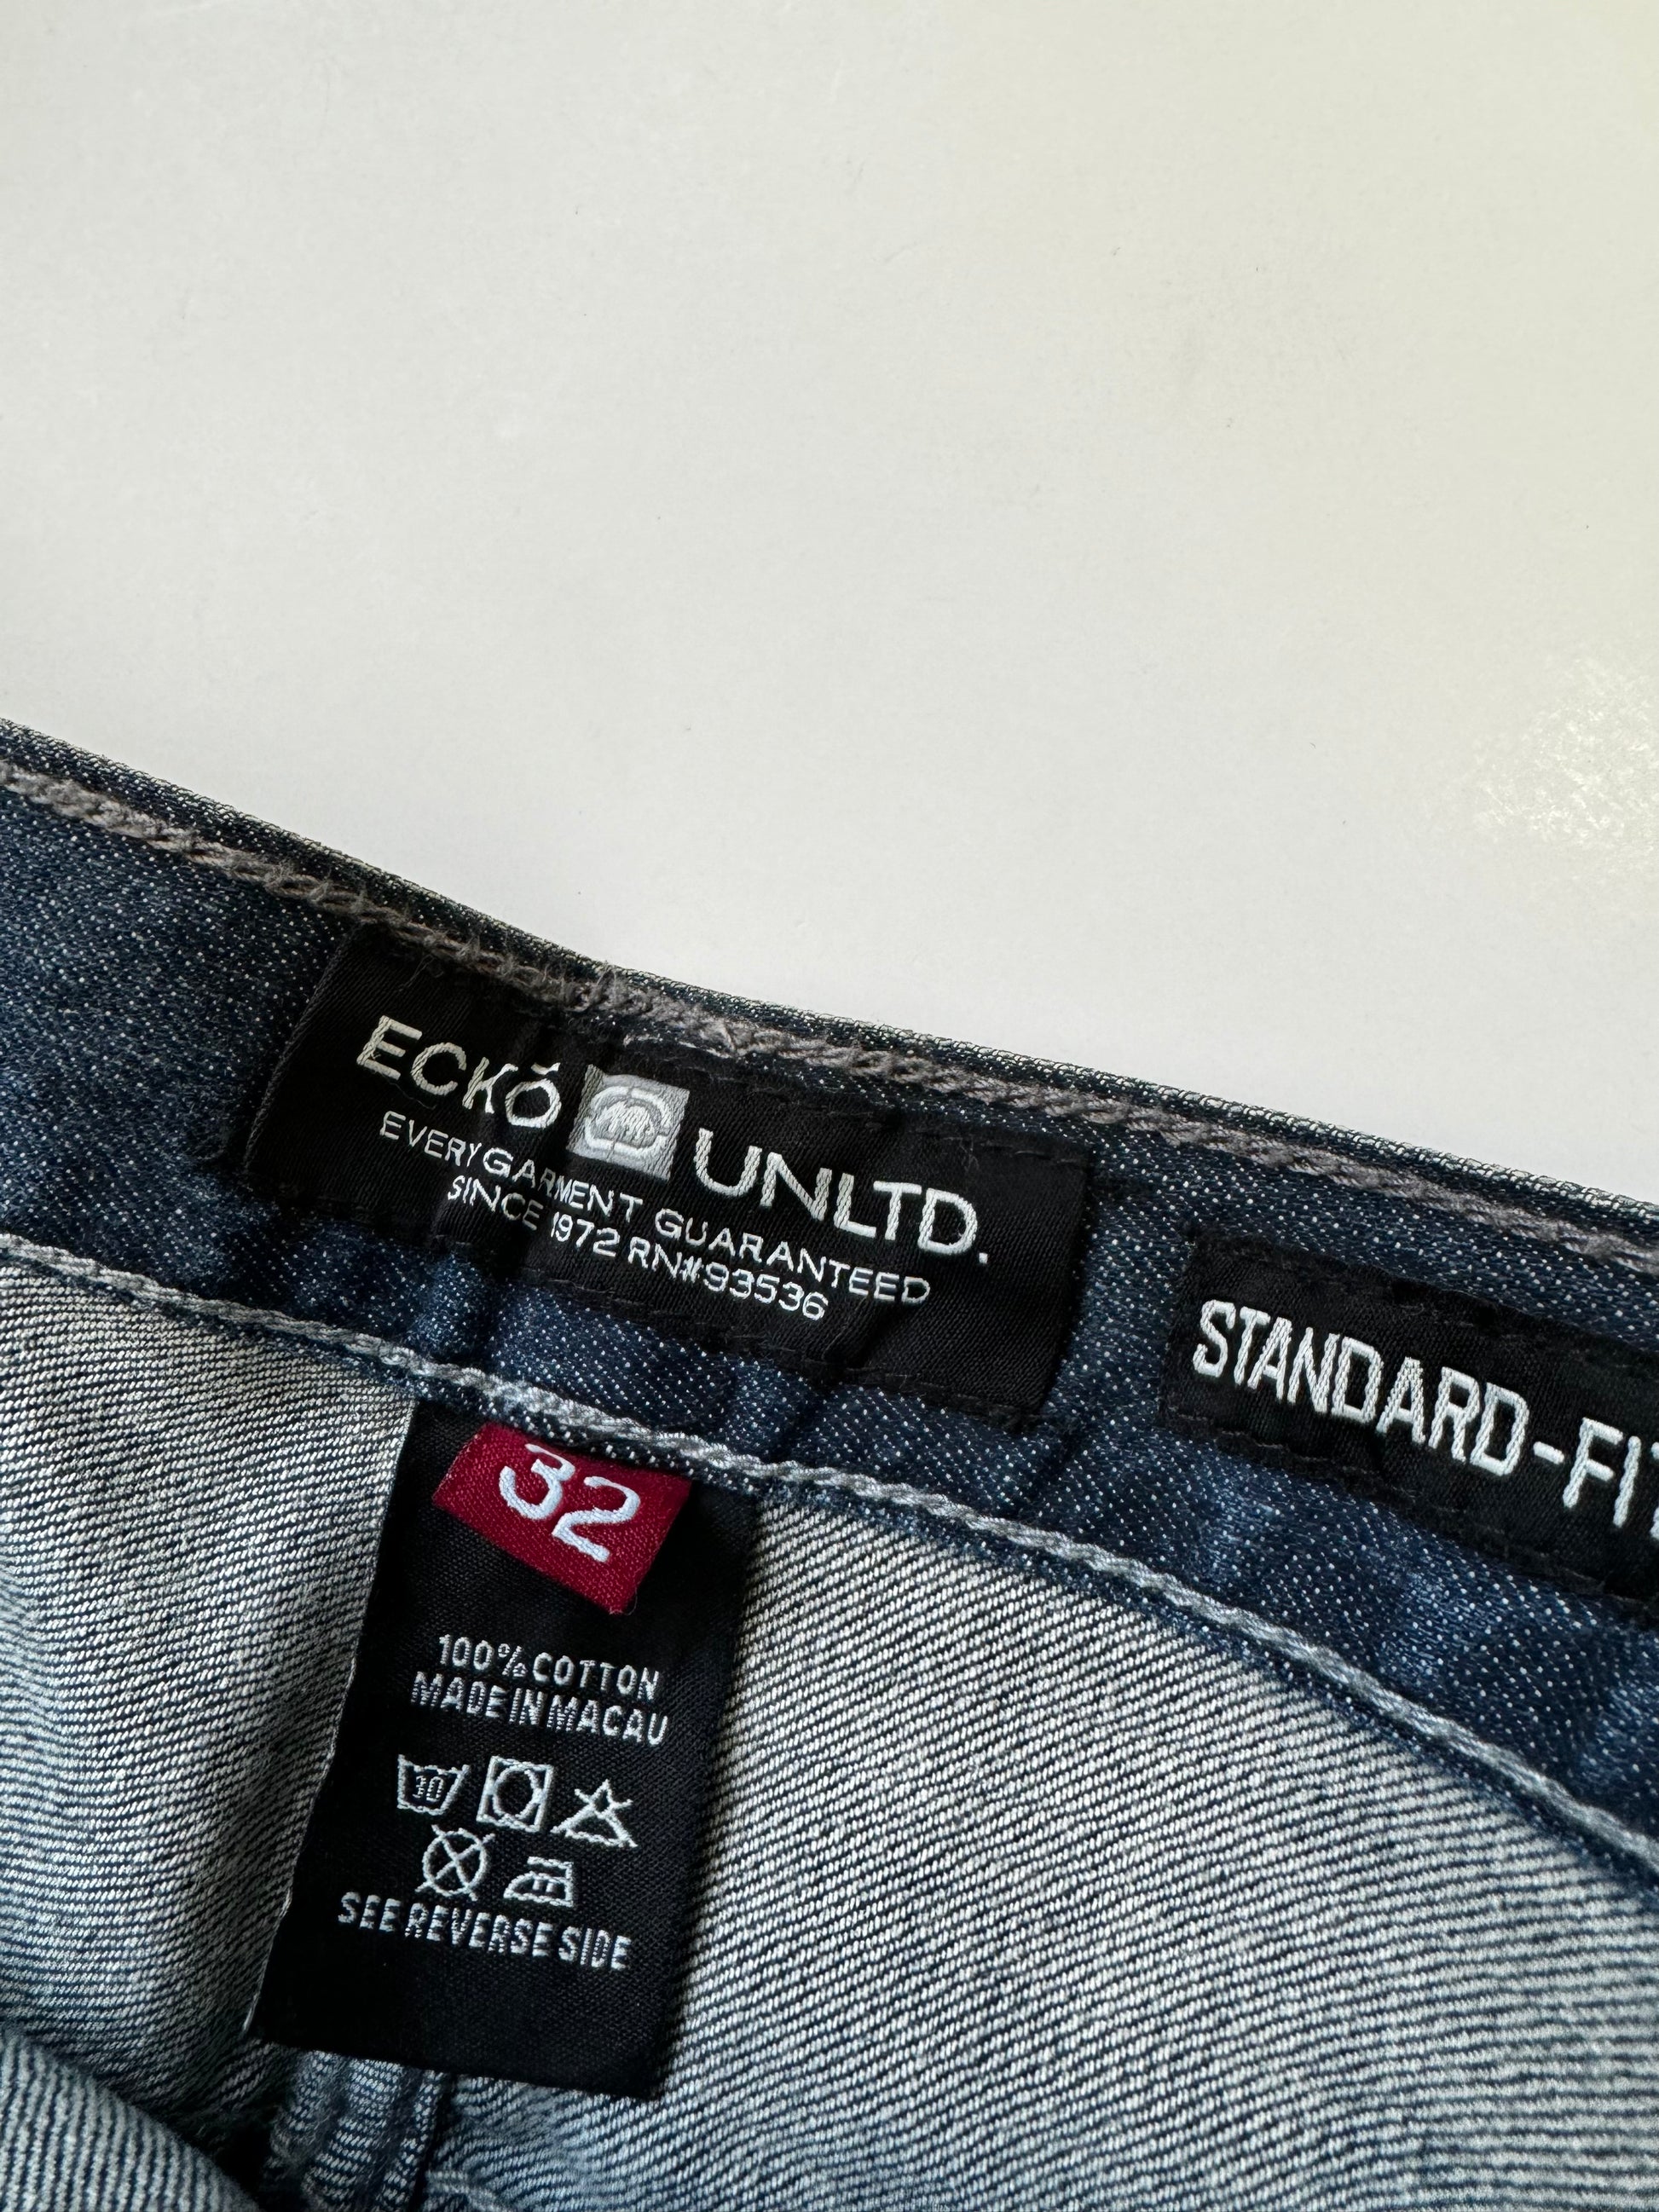 ECKŌ UNLTD.
EVERY GARMENT GUARANTEED
SINCE 1972 RN#93536
STANDARD-FIT
32
100% COTTON
MADE IN MACAU
30
SEE REVERSE SIDE